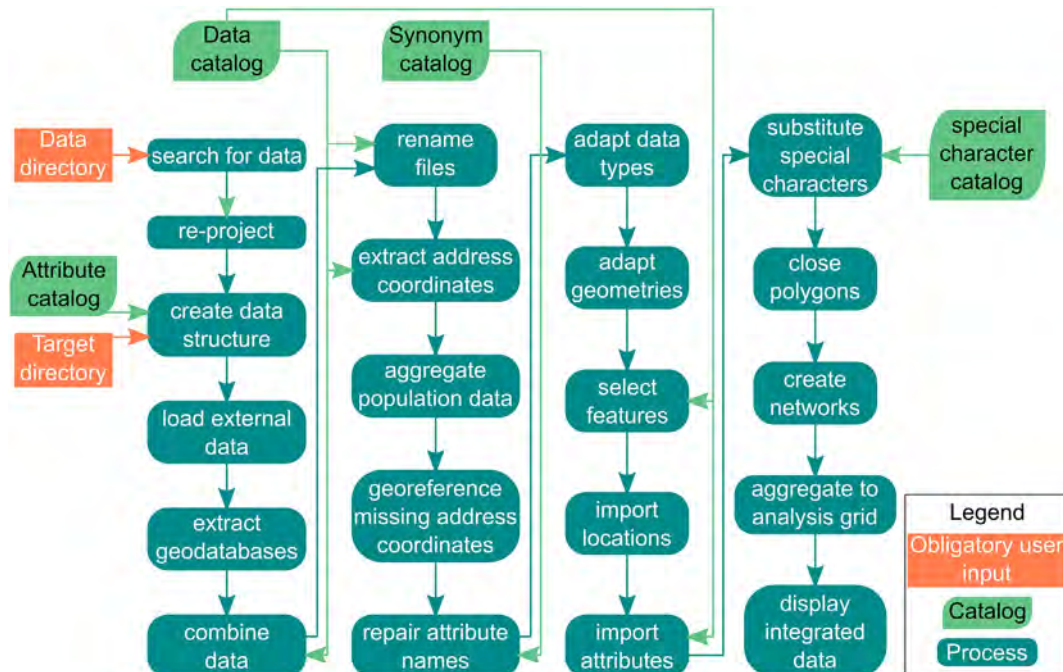 Data
catalog
Synonym
catalog
Data
directory
search for data
re-project
Attribute
catalog
create data
structure
Target
directory
load external
data
extract
geodatabases
combine
data
rename
files
extract address
coordinates
aggregate
population data
georeference
missing address
coordinates
repair attribute
names
adapt data
types
adapt
geometries
select
features
import
locations
import
attributes
substitute
special
characters
special
character
catalog
close
polygons
create
networks
aggregate to
analysis grid
display
integrated
data
Legend
Obligatory user
input
Catalog
Process